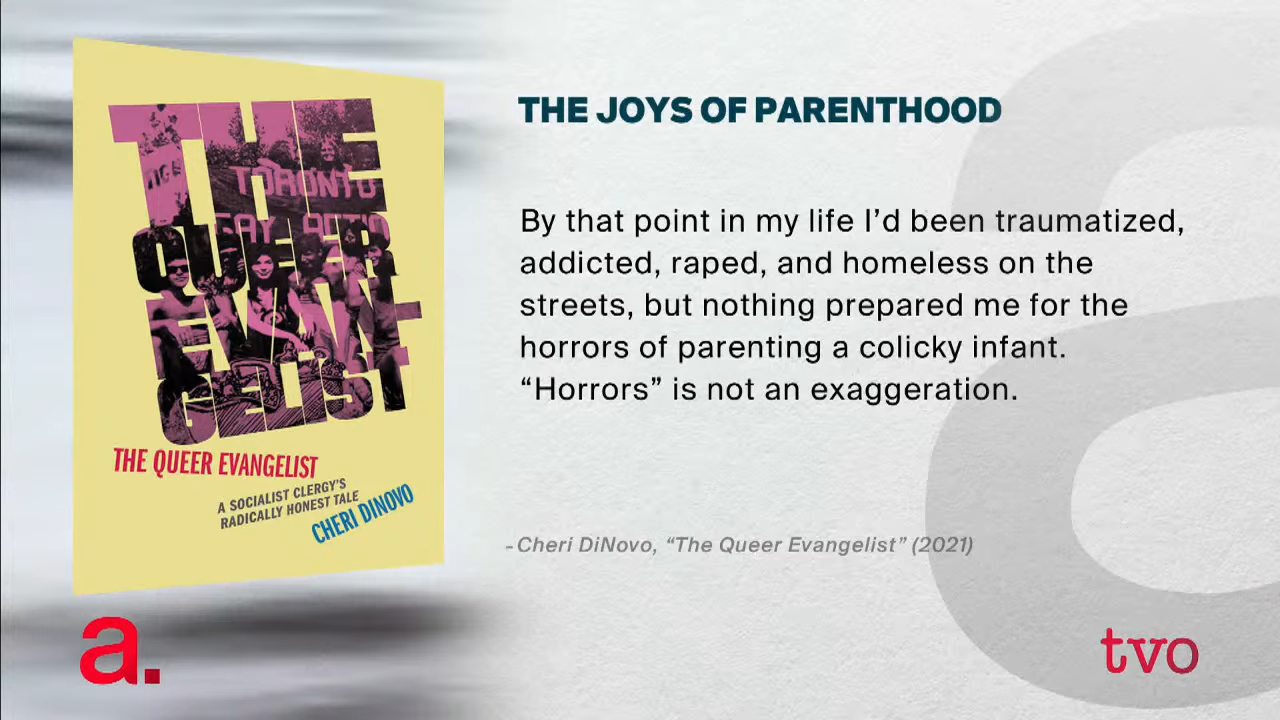 THE
TORONTO
QUEER
EVAN-
GELIST
THE QUEER EVANGELIST
A SOCIALIST CLERGY'S
RADICALLY HONEST TALE
CHERI DINOVO
THE JOYS OF PARENTHOOD
By that point in my life I’d been traumatized,
addicted, raped, and homeless on the
streets, but nothing prepared me for the
horrors of parenting a colicky infant.
“Horrors” is not an exaggeration.
- Cheri DiNovo, “The Queer Evangelist” (2021)
a.
tvo